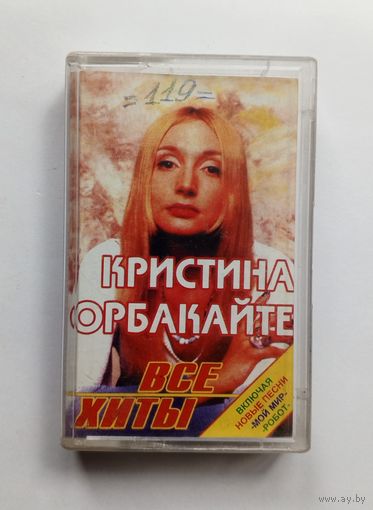 =119=
КРИСТИНА
ОРБАКАЙТЕ
ВСЕ
ХИТЫ
ВКЛЮЧАЯ
НОВЫЕ ПЕСНИ
-МОЙ МИР-
-РОБОТ-
www.ay.by